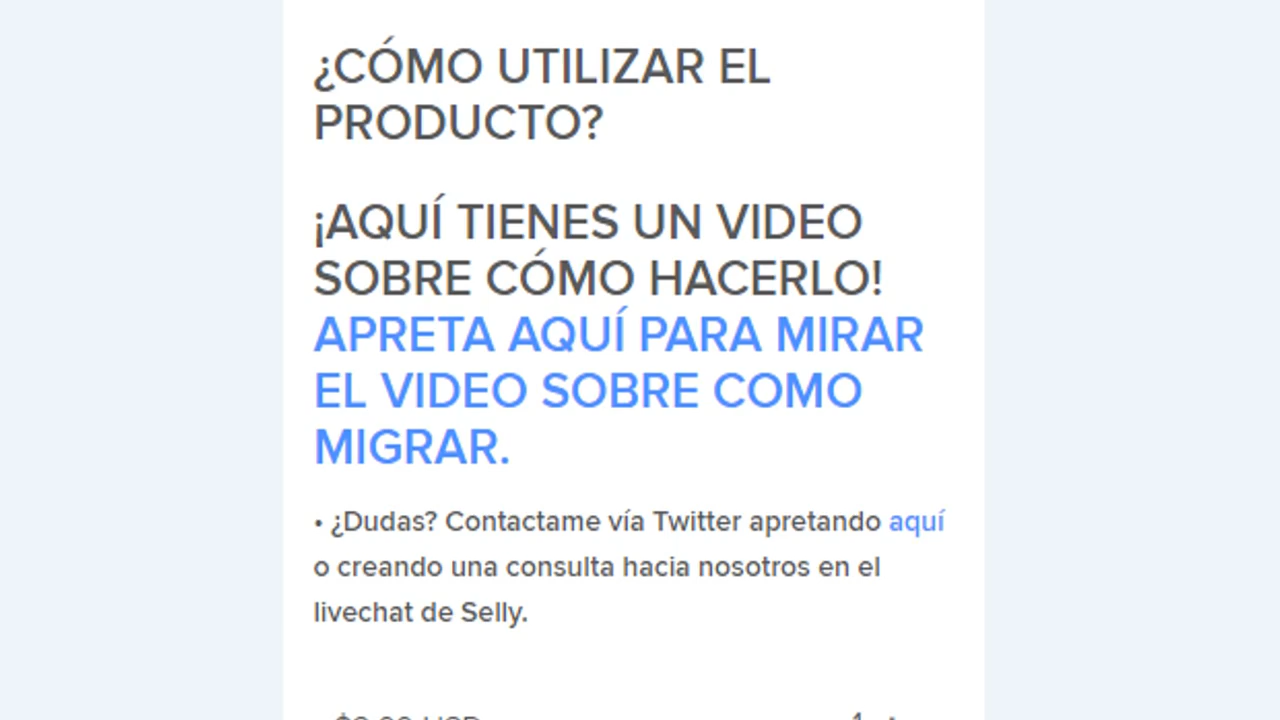 ¿CÓMO UTILIZAR EL
PRODUCTO?
¡AQUÍ TIENES UN VIDEO
SOBRE CÓMO HACERLO!
APRETA AQUÍ PARA MIRAR
EL VIDEO SOBRE COMO
MIGRAR.
• ¿Dudas? Contactame vía Twitter apretando aquí
o creando una consulta hacia nosotros en el
livechat de Selly.